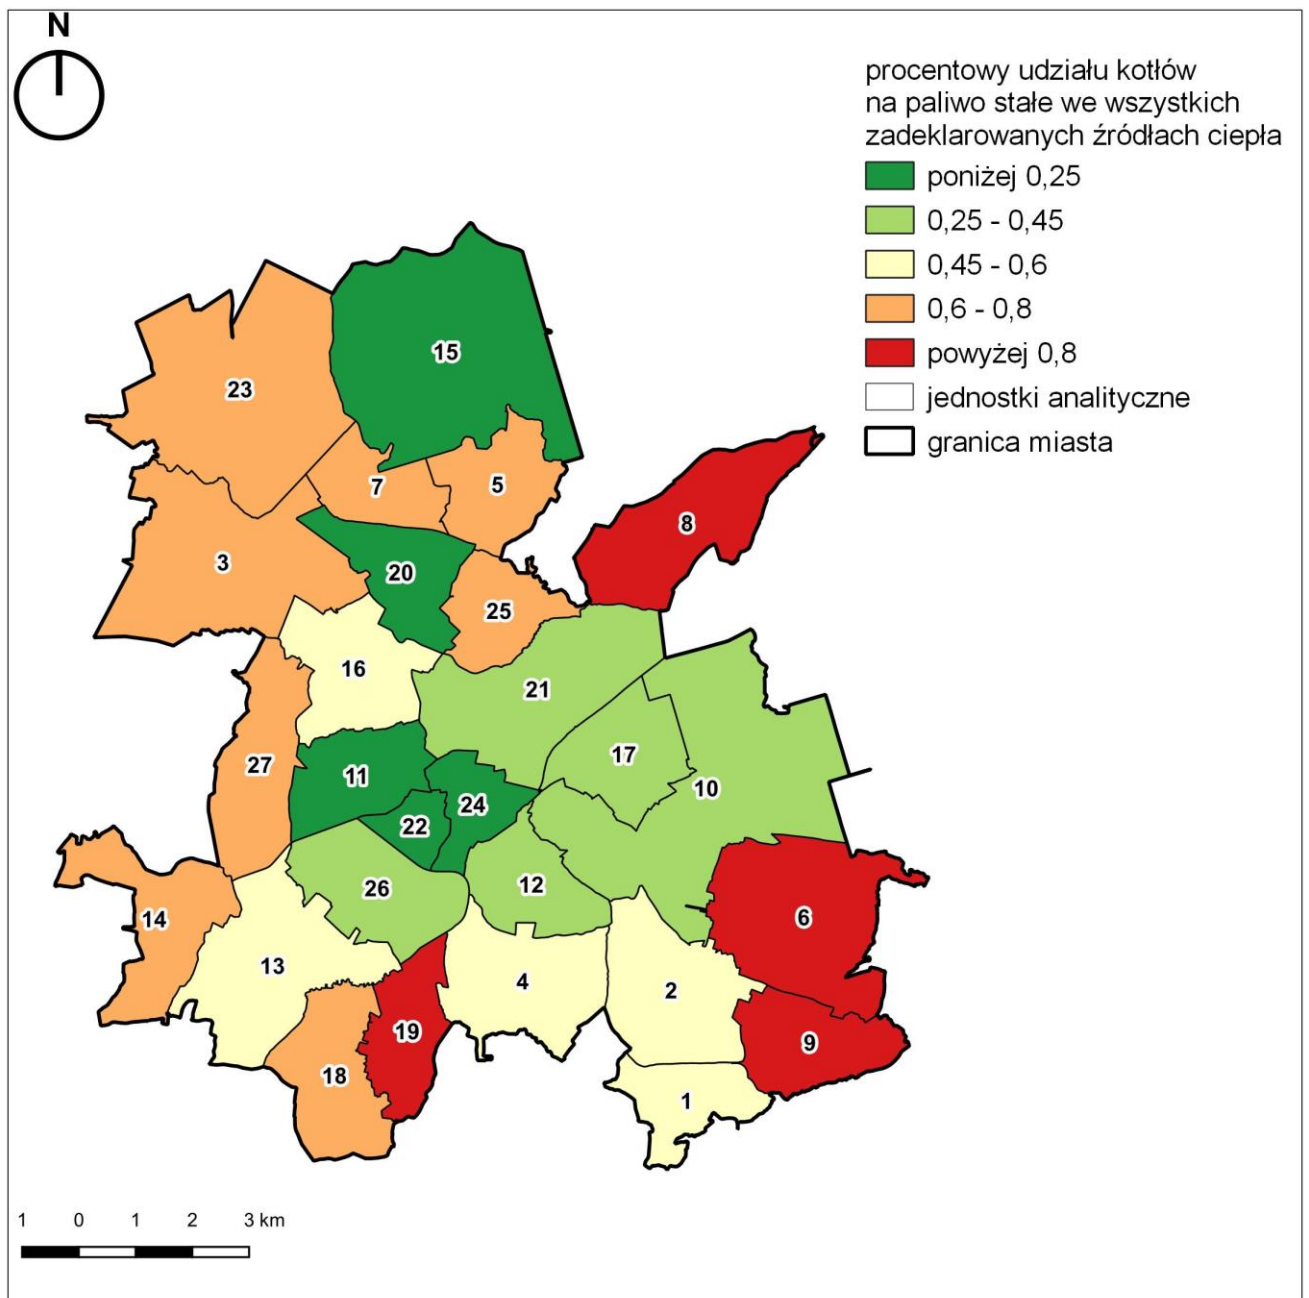 N
procentowy udziału kotłów
na paliwo stałe we wszystkich
zadeklarowanych źródłach ciepła
poniżej 0,25
0,25 - 0,45
0,45 - 0,6
0,6 - 0,8
powyżej 0,8
jednostki analityczne
granica miasta
15
23
7
5
8
3
20
25
16
21
17
27
11
10
24
22
26
12
14
6
13
4
2
19
9
18
1
1 0 1 2 3 km